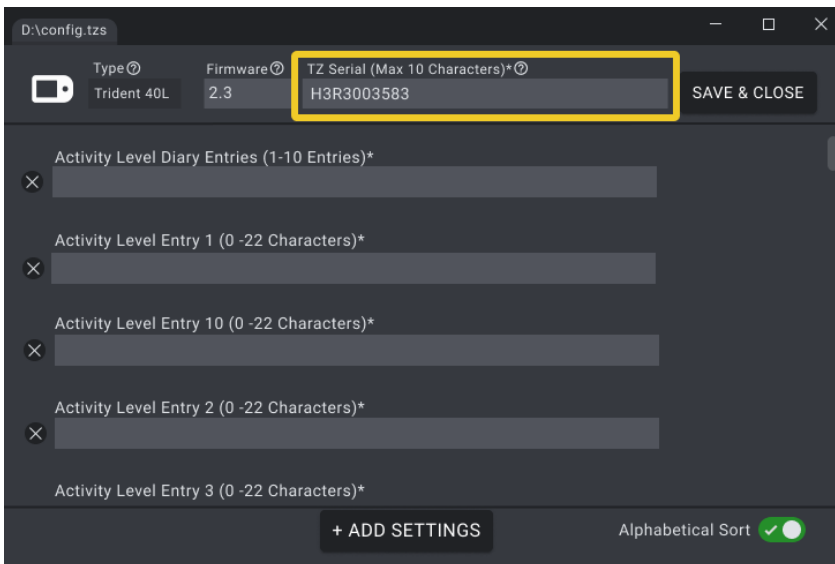 D:\config.tzs
Type Firmware TZ Serial (Max 10 Characters)*
Trident 40L 2.3 H3R3003583 SAVE & CLOSE
Activity Level Diary Entries (1-10 Entries)*
Activity Level Entry 1 (0 -22 Characters)*
Activity Level Entry 10 (0 -22 Characters)*
Activity Level Entry 2 (0 -22 Characters)*
Activity Level Entry 3 (0 -22 Characters)*
+ ADD SETTINGS Alphabetical Sort